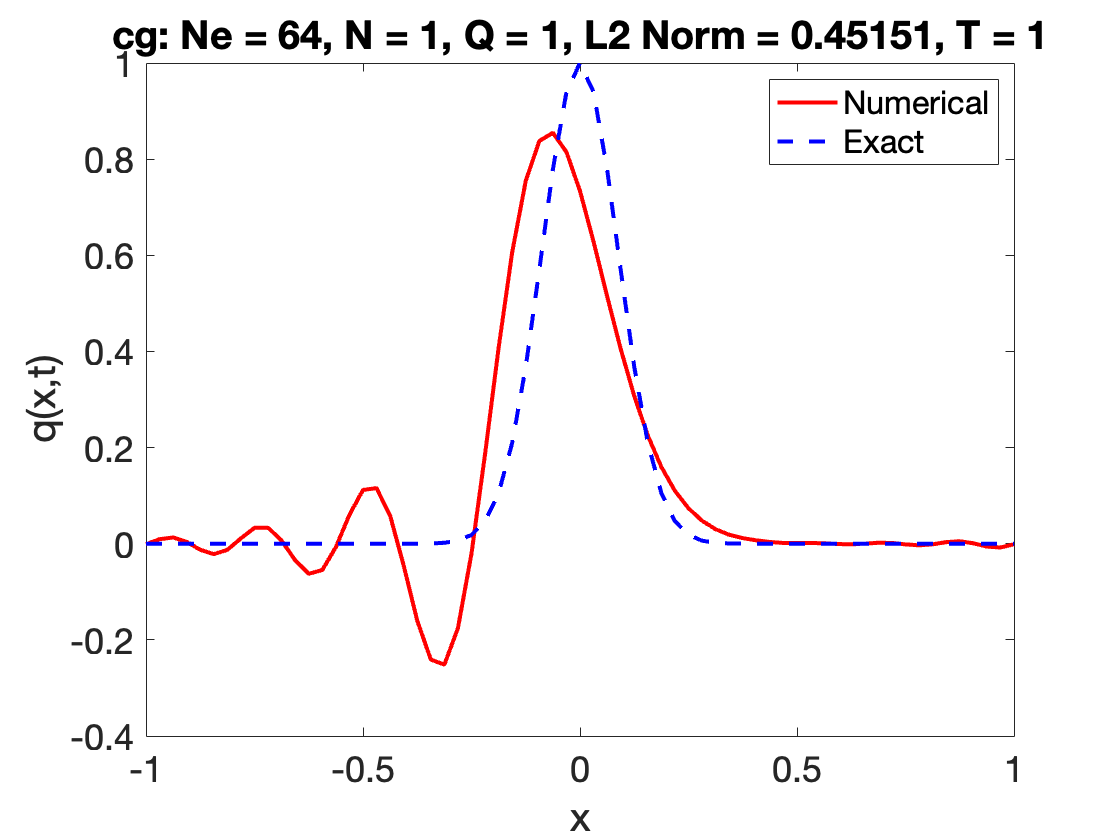 cg: Ne = 64, N = 1, Q = 1, L2 Norm = 0.45151, T = 1
Numerical
Exact
1
0.8
0.6
0.4
0.2
0
-0.2
-0.4
q(x,t)
-1
-0.5
0
0.5
1
x